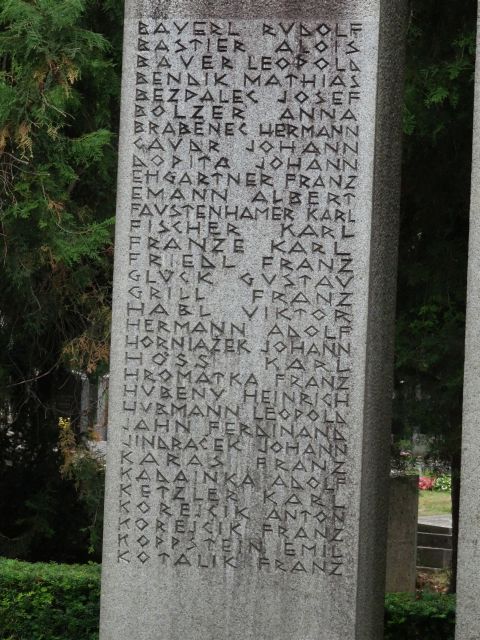 BAYERL RUDOLF
BASTIER ALOIS
BAUER LEOPOLD
BENDIK MATHIAS
BEZDALEC JOSEF
BOLZER ANNA
BRABENEC HERMANN
CAVAR JOHANN
DOPITA JOHANN
EHGARTNER FRANZ
EMANN ALBERT
FAUSTENHAMER KARL
FISCHER KARL
FRANZE KARL
FRIEDL FRANZ
GLÜCK GUSTAV
GRILL FRANZ
HABL VIKTOR
HERMANN ADOLF
HORNIAZEK JOHANN
HÖSS KARL
HROMATKA FRANZ
HUBENY HEINRICH
HUBMANN LEOPOLD
JAHN FERDINAND
JINDRACEK JOHANN
KARAS FRANZ
KADAINKA ADOLF
KETZLER KARL
KOREJCIK ANTON
KOREJCIK FRANZ
KOPPSTEIN EMIL
KOTALIK FRANZ